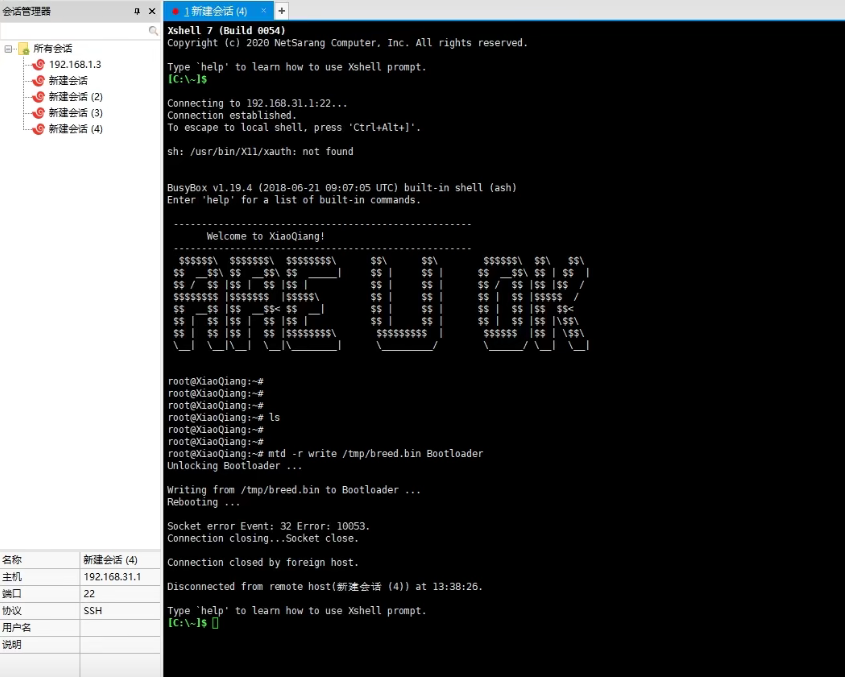 会话管理器
所有会话
192.168.1.3
新建会话
新建会话 (2)
新建会话 (3)
新建会话 (4)
名称 新建会话 (4)
主机 192.168.31.1
端口 22
协议 SSH
用户名
说明
1 新建会话 (4) × +
Xshell 7 (Build 0054)
Copyright (c) 2020 NetSarang Computer, Inc. All rights reserved.
Type `help' to learn how to use Xshell prompt.
[C:\~]$
Connecting to 192.168.31.1:22...
Connection established.
To escape to local shell, press 'Ctrl+Alt+]'.
sh: /usr/bin/X11/xauth: not found
BusyBox v1.19.4 (2018-06-21 09:07:05 UTC) built-in shell (ash)
Enter 'help' for a list of built-in commands.
-----------------------------------------------------
Welcome to XiaoQiang!
-----------------------------------------------------
ARE U OK
root@XiaoQiang:~#
root@XiaoQiang:~#
root@XiaoQiang:~#
root@XiaoQiang:~# ls
root@XiaoQiang:~#
root@XiaoQiang:~#
root@XiaoQiang:~# mtd -r write /tmp/breed.bin Bootloader
Unlocking Bootloader ...
Writing from /tmp/breed.bin to Bootloader ...
Rebooting ...
Socket error Event: 32 Error: 10053.
Connection closing...Socket close.
Connection closed by foreign host.
Disconnected from remote host(新建会话 (4)) at 13:38:26.
Type `help' to learn how to use Xshell prompt.
[C:\~]$